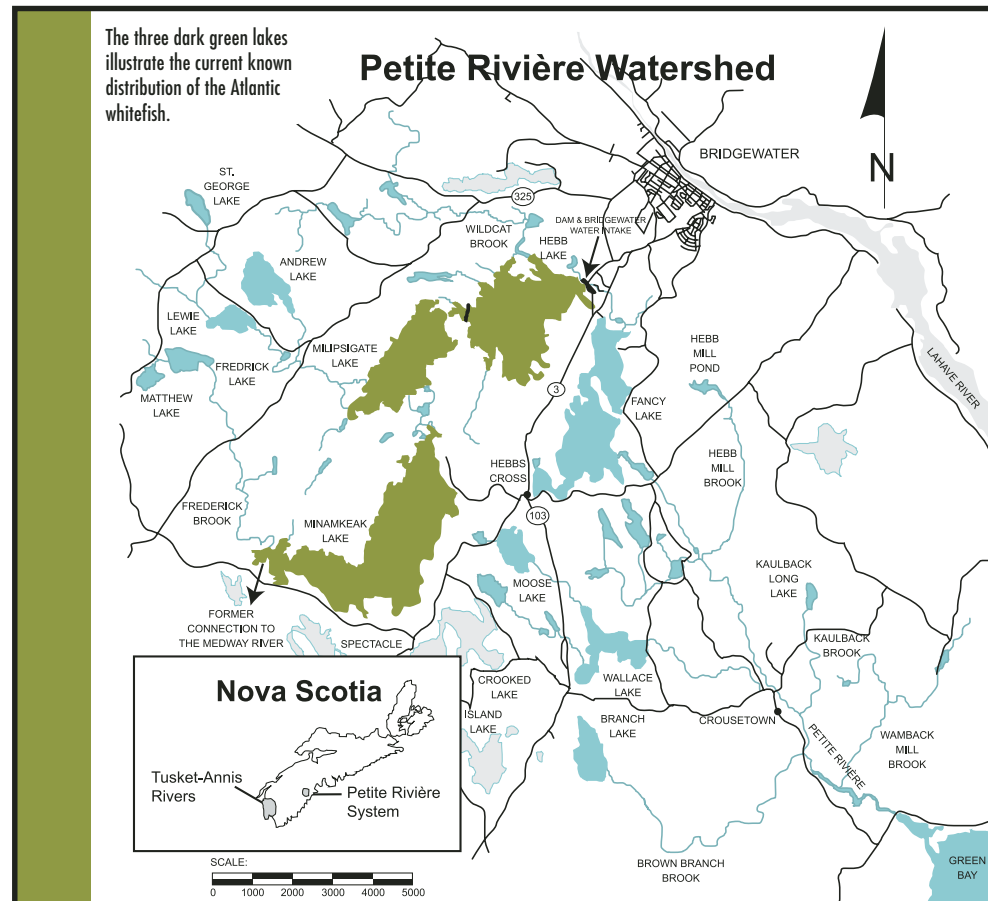 The three dark green lakes
illustrate the current known
distribution of the Atlantic
whitefish.
Petite Rivière Watershed
N
BRIDGEWATER
ST.
GEORGE
LAKE
325
DAM & BRIDGEWATER
WATER INTAKE
WILDCAT
BROOK
HEBB
LAKE
ANDREW
LAKE
LEWIE
LAKE
FREDRICK
LAKE
MILIPSIGATE
LAKE
MATTHEW
LAKE
HEBB
MILL
POND
LAHAVE RIVER
3
FANCY
LAKE
HEBBS
CROSS
HEBB
MILL
BROOK
103
FREDERICK
BROOK
MINAMKEAK
LAKE
MOOSE
LAKE
KAULBACK
LONG
LAKE
FORMER
CONNECTION TO
THE MEDWAY RIVER
SPECTACLE
KAULBACK
BROOK
CROOKED
LAKE
WALLACE
LAKE
ISLAND
LAKE
BRANCH
LAKE
CROUSETOWN
PETITE RIVIÈRE
WAMBACK
MILL
BROOK
Nova Scotia
Tusket-Annis
Rivers
Petite Rivière
System
BROWN BRANCH
BROOK
GREEN
BAY
SCALE:
0 1000 2000 3000 4000 5000